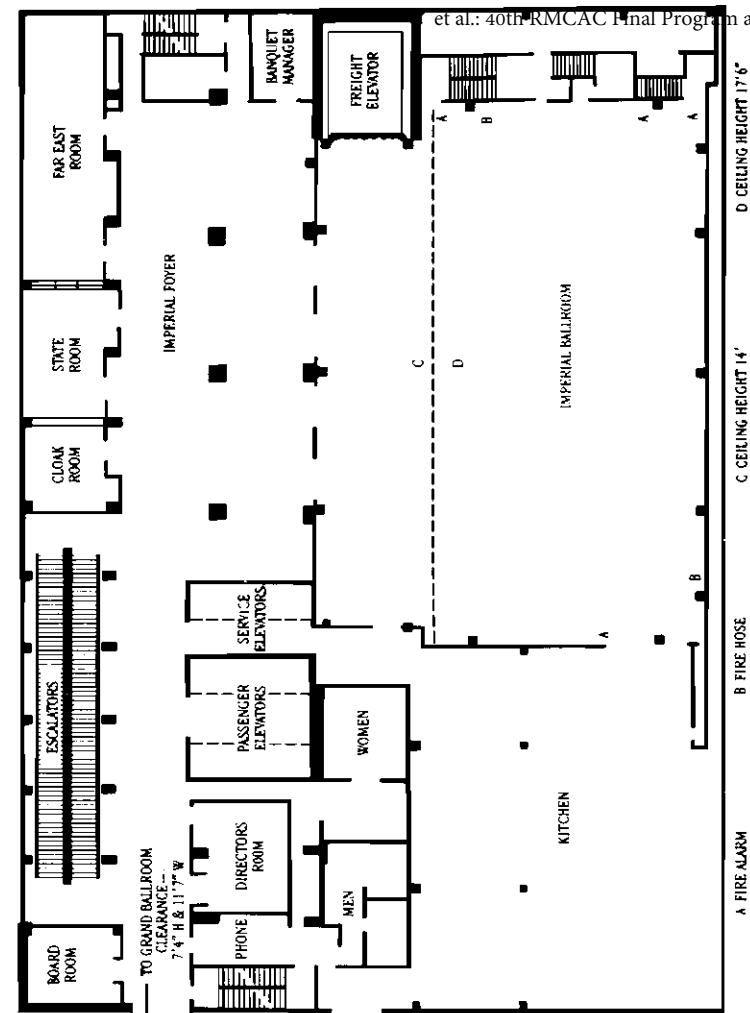 et al.: 40th RMCAC Final Program a
BANQUET
MANAGER
FREIGHT
ELEVATOR
FAR EAST
ROOM
A
B
A
A
D CEILING HEIGHT 17'6"
IMPERIAL FOYER
STATE
ROOM
C
D
IMPERIAL BALLROOM
CLOAK
ROOM
C CEILING HEIGHT 14'
SERVICE
ELEVATORS
B
A
B FIRE HOSE
ESCALATORS
PASSENGER
ELEVATORS
WOMEN
KITCHEN
TO GRAND BALLROOM
CLEARANCE--
7'4" H & 11'7" W
DIRECTORS
ROOM
MEN
A FIRE ALARM
BOARD
ROOM
PHONE